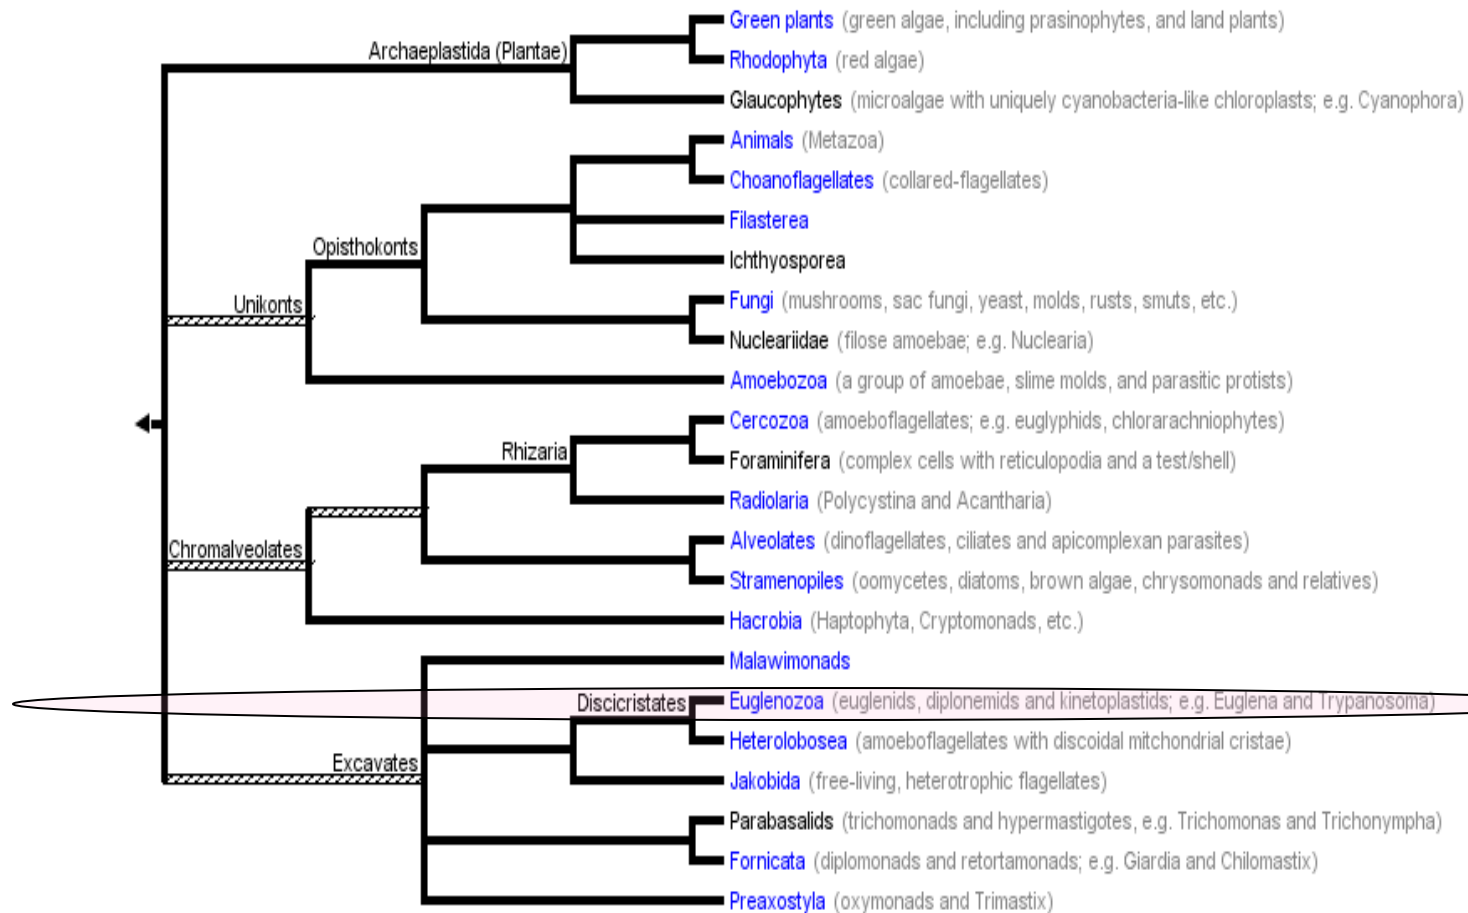 Green plants (green algae, including prasinophytes, and land plants)
Archaeplastida (Plantae)
Rhodophyta (red algae)
Glaucophytes (microalgae with uniquely cyanobacteria-like chloroplasts; e.g. Cyanophora)
Animals (Metazoa)
Choanoflagellates (collared-flagellates)
Filasterea
Opisthokonts
Ichthyosporea
Unikonts
Fungi (mushrooms, sac fungi, yeast, molds, rusts, smuts, etc.)
Nucleariidae (filose amoebae; e.g. Nuclearia)
Amoebozoa (a group of amoebae, slime molds, and parasitic protists)
Cercozoa (amoeboflagellates; e.g. euglyphids, chlorarachniophytes)
Rhizaria
Foraminifera (complex cells with reticulopodia and a test/shell)
Radiolaria (Polycystina and Acantharia)
Alveolates (dinoflagellates, ciliates and apicomplexan parasites)
Chromalveolates
Stramenopiles (oomycetes, diatoms, brown algae, chrysomonads and relatives)
Hacrobia (Haptophyta, Cryptomonads, etc.)
Malawimonads
Discicristates
Euglenozoa (euglenids, diplonemids and kinetoplastids; e.g. Euglena and Trypanosoma)
Heterolobosea (amoeboflagellates with discoidal mitchondrial cristae)
Excavates
Jakobida (free-living, heterotrophic flagellates)
Parabasalids (trichomonads and hypermastigotes, e.g. Trichomonas and Trichonympha)
Fornicata (diplomonads and retortamonads; e.g. Giardia and Chilomastix)
Preaxostyla (oxymonads and Trimastix)